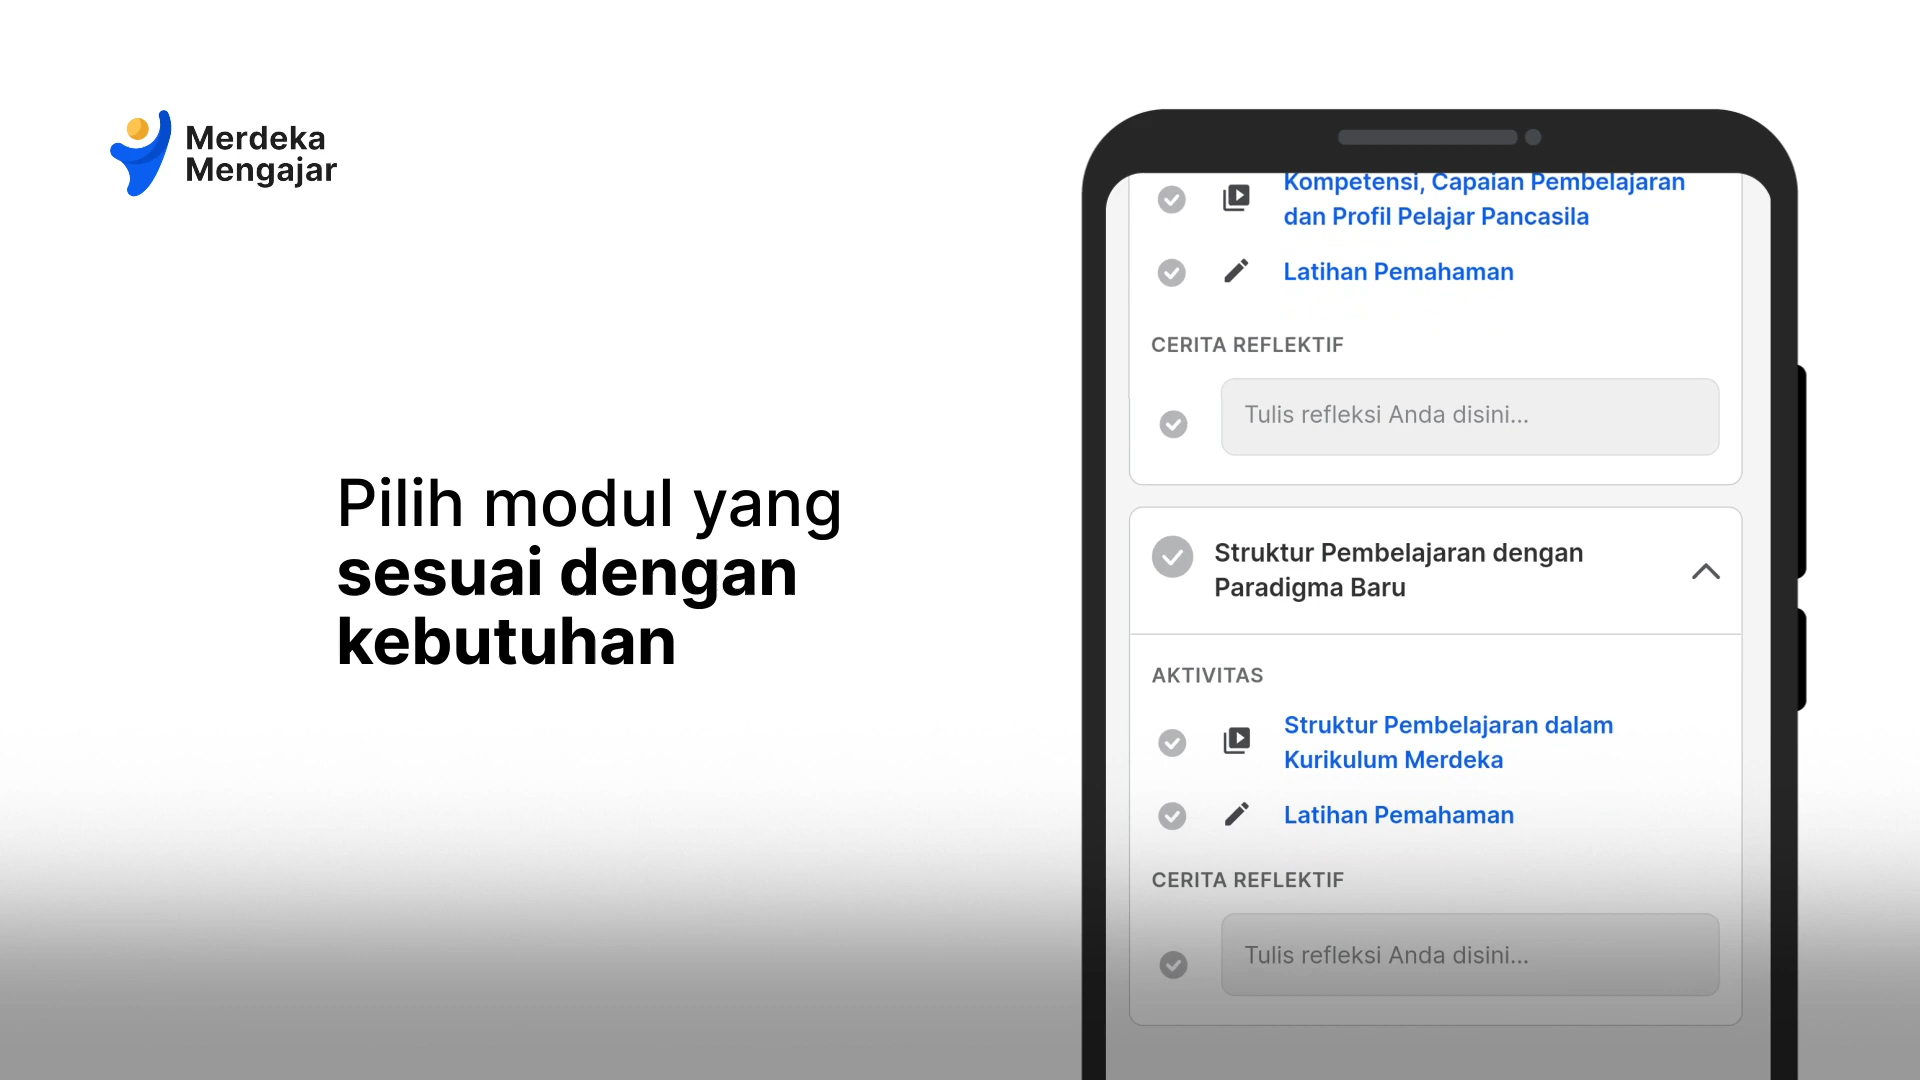 Merdeka
Mengajar
Pilih modul yang
sesuai dengan
kebutuhan
Kompetensi, Capaian Pembelajaran
dan Profil Pelajar Pancasila
Latihan Pemahaman
CERITA REFLEKTIF
Tulis refleksi Anda disini...
Struktur Pembelajaran dengan
Paradigma Baru
AKTIVITAS
Struktur Pembelajaran dalam
Kurikulum Merdeka
Latihan Pemahaman
CERITA REFLEKTIF
Tulis refleksi Anda disini...